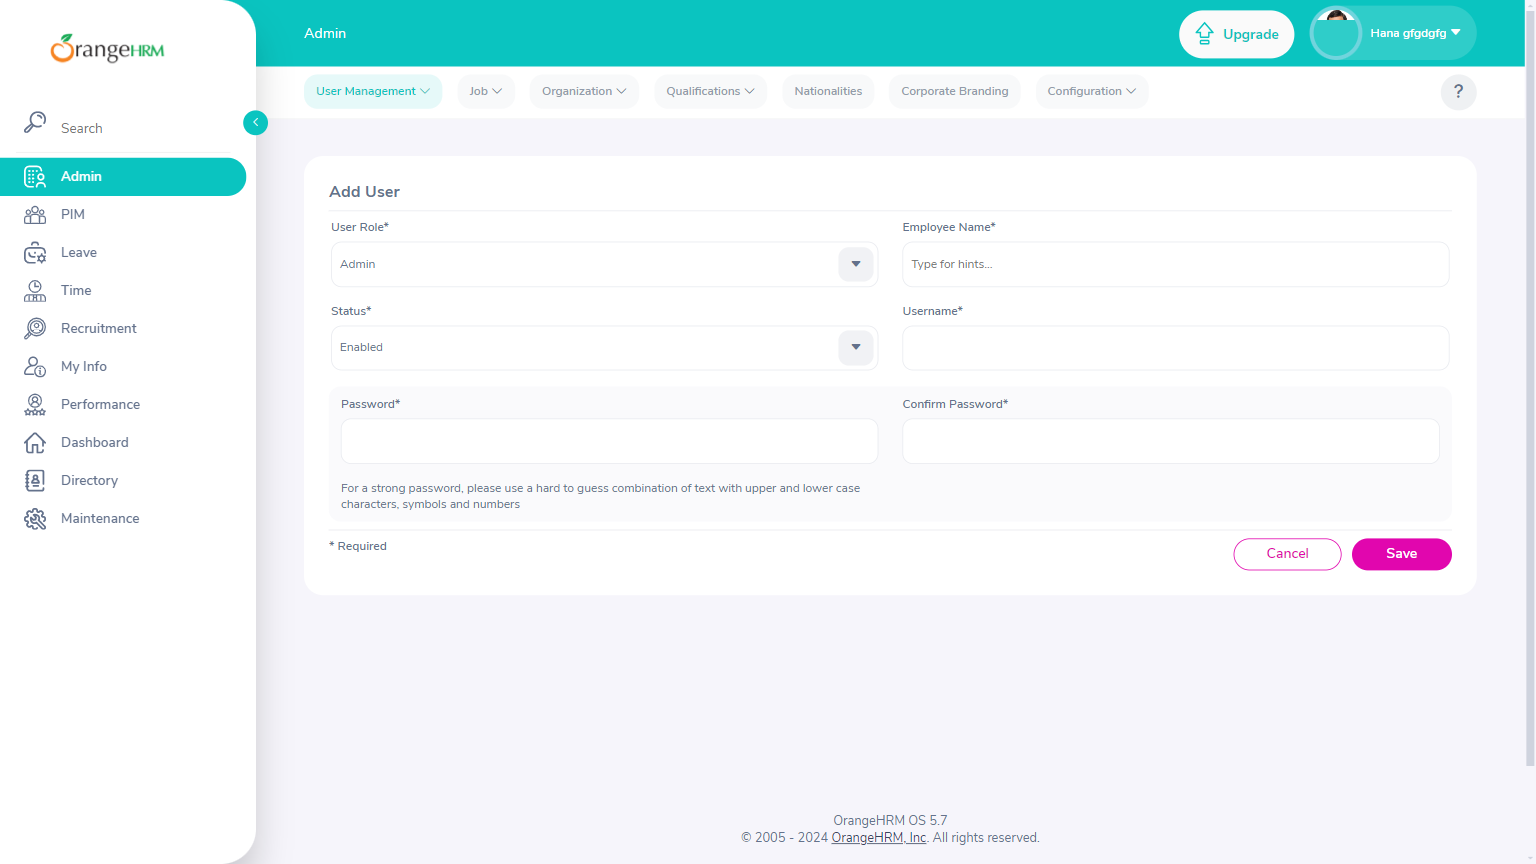 OrangeHRM
Admin
Upgrade
Hana gfgdgfg
User Management
Job
Organization
Qualifications
Nationalities
Corporate Branding
Configuration
?
Search
Admin
PIM
Leave
Time
Recruitment
My Info
Performance
Dashboard
Directory
Maintenance
Add User
User Role*
Admin
Employee Name*
Type for hints...
Status*
Enabled
Username*
Password*
Confirm Password*
For a strong password, please use a hard to guess combination of text with upper and lower case
characters, symbols and numbers
* Required
Cancel
Save
OrangeHRM OS 5.7
© 2005 - 2024 OrangeHRM, Inc. All rights reserved.